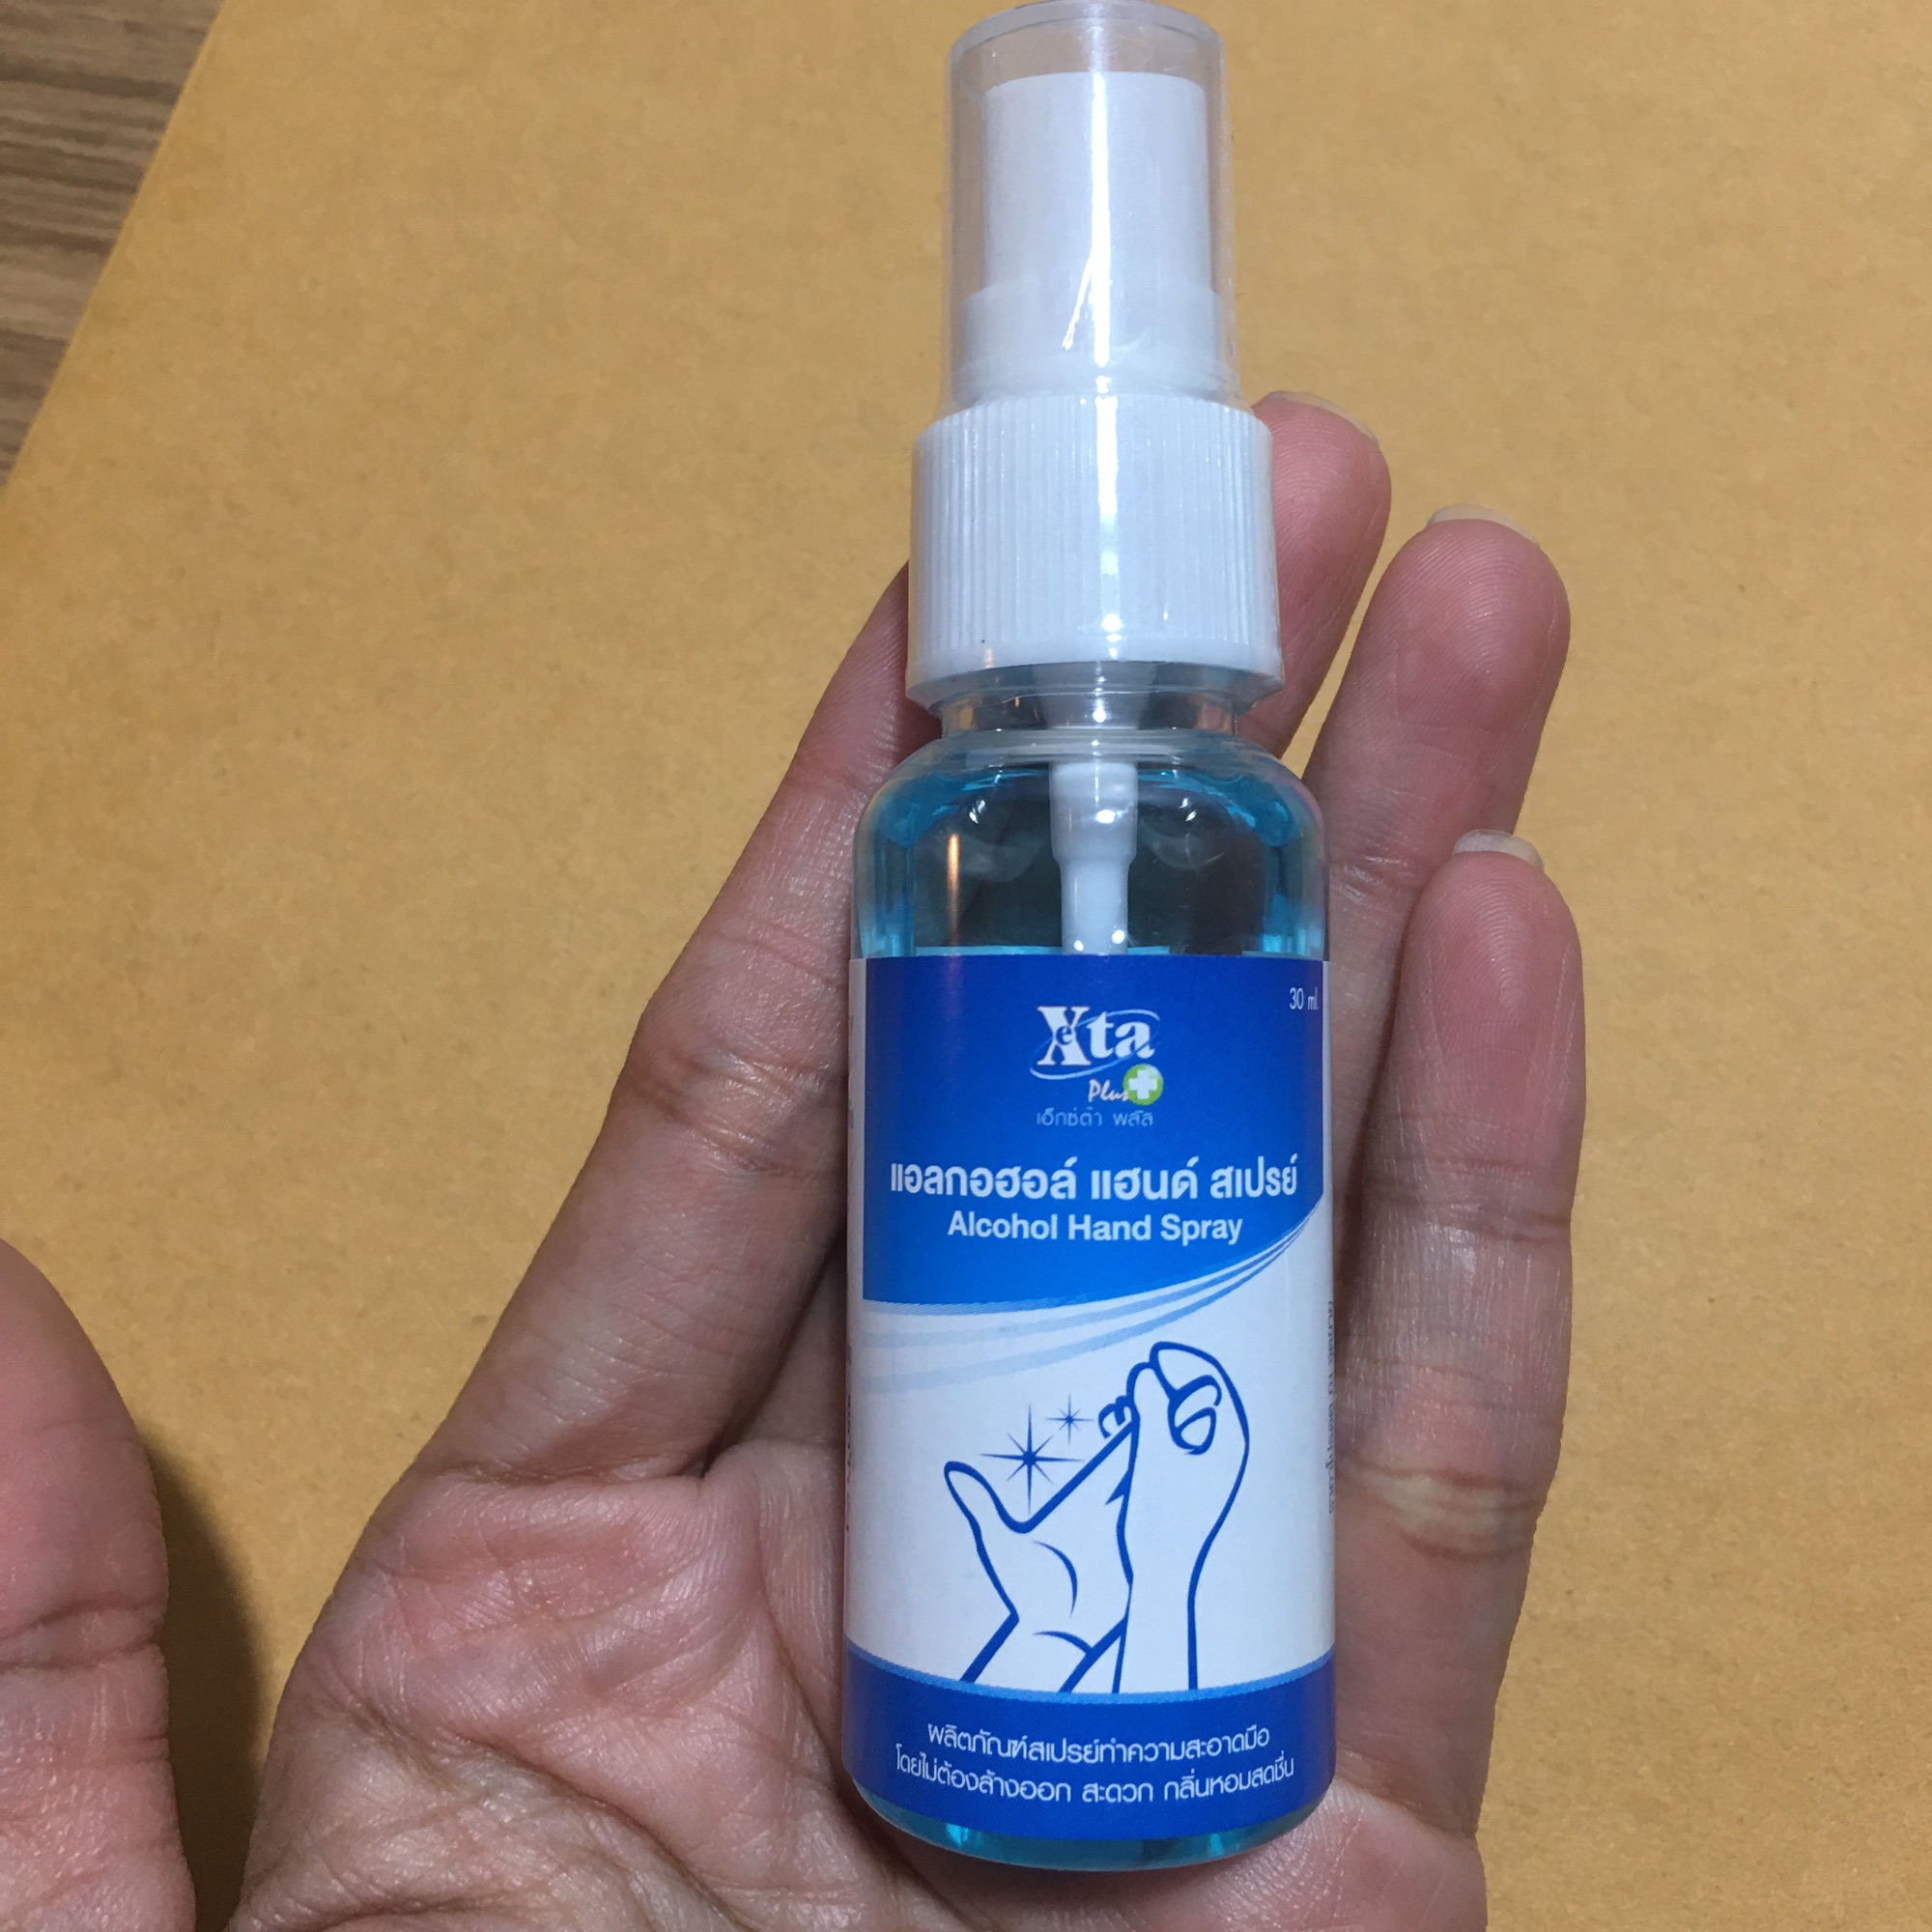 30 ml.
Xeta
Plus
เอ็กซ์ต้า พลัส
แอลกอฮอล์ แฮนด์ สเปรย์
Alcohol Hand Spray
ผลิตภัณฑ์สเปรย์ทำความสะอาดมือ
โดยไม่ต้องล้างออก สะดวก กลิ่นหอมสดชื่น